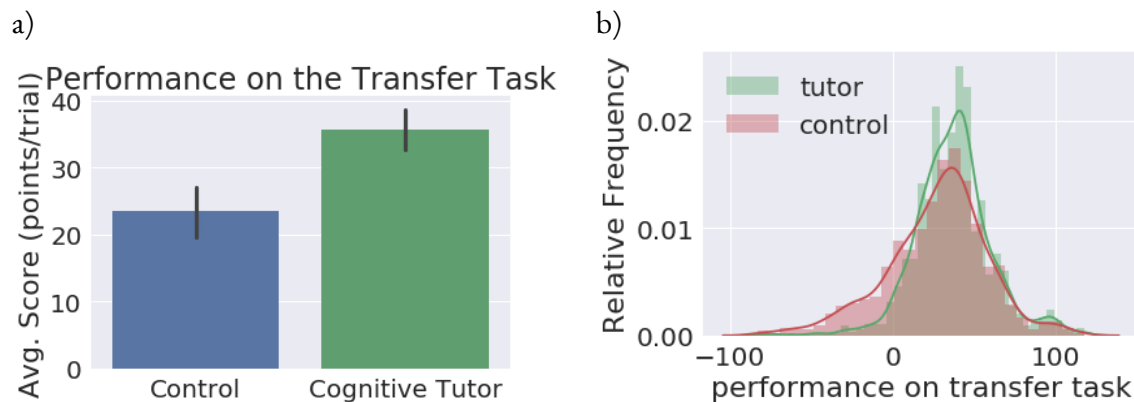 a)
Performance on the Transfer Task
Avg. Score (points/trial)
40
30
20
10
0
Control
Cognitive Tutor
b)
Relative Frequency
0.02
0.01
0.00
tutor
control
−100
0
100
performance on transfer task